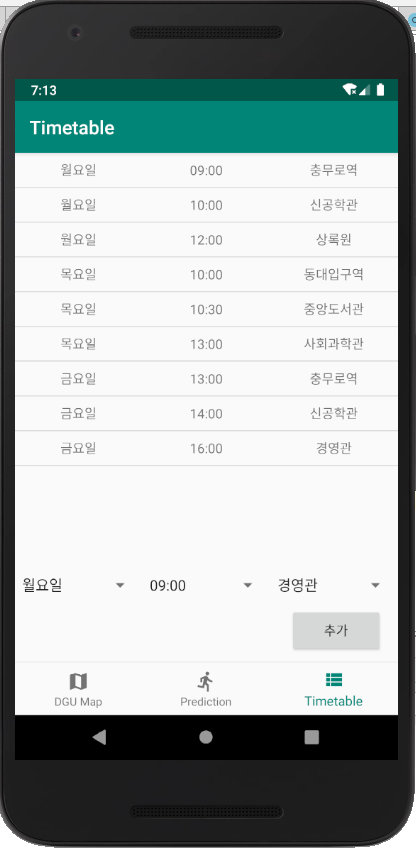 7:13
Timetable
월요일 09:00 충무로역
월요일 10:00 신공학관
월요일 12:00 상록원
목요일 10:00 동대입구역
목요일 10:30 중앙도서관
목요일 13:00 사회과학관
금요일 13:00 충무로역
금요일 14:00 신공학관
금요일 16:00 경영관
월요일 09:00 경영관
추가
DGU Map Prediction Timetable